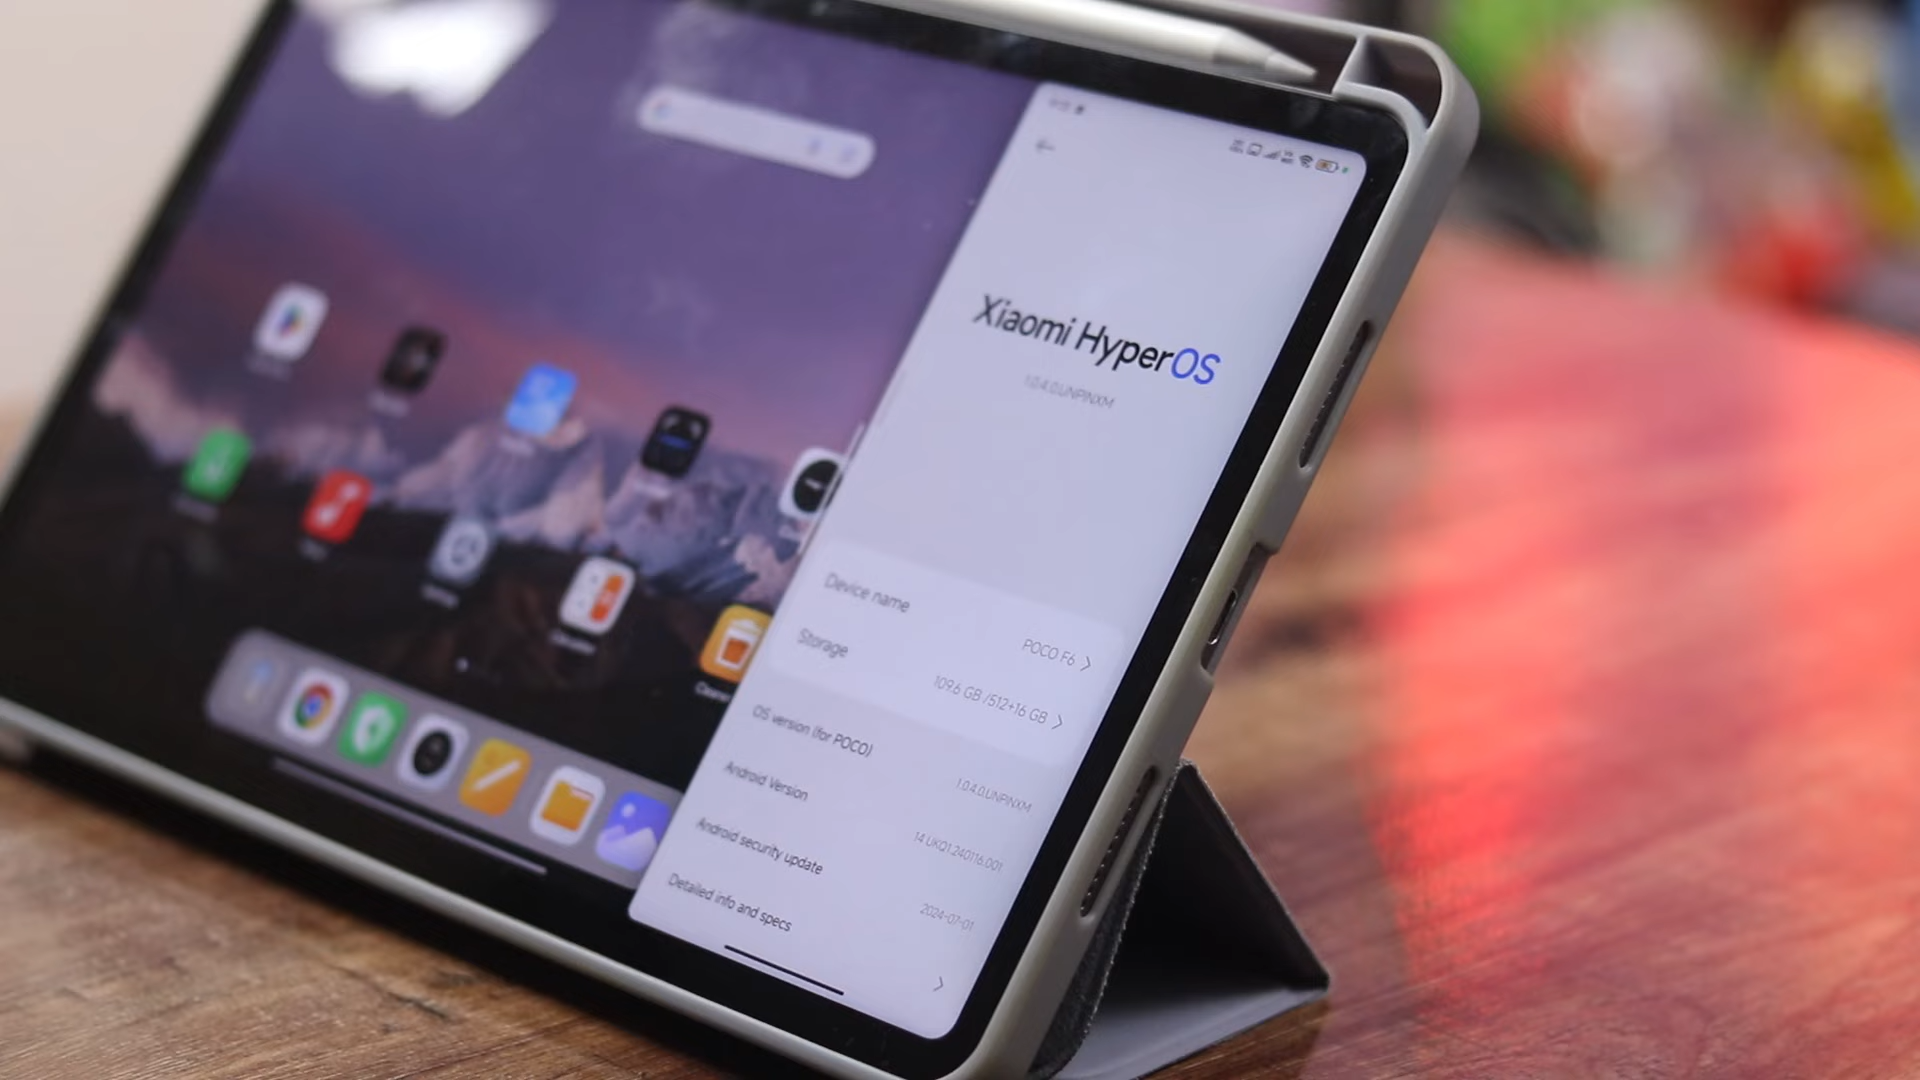 Xiaomi HyperOS
1.0.4.0.UNPINXM
Device name
POCO F6
Storage
109.6 GB /512+16 GB
OS version (for POCO)
1.0.4.0.UNPINXM
Android Version
14 UKQ1.240116.001
Android security update
2024-07-01
Detailed info and specs